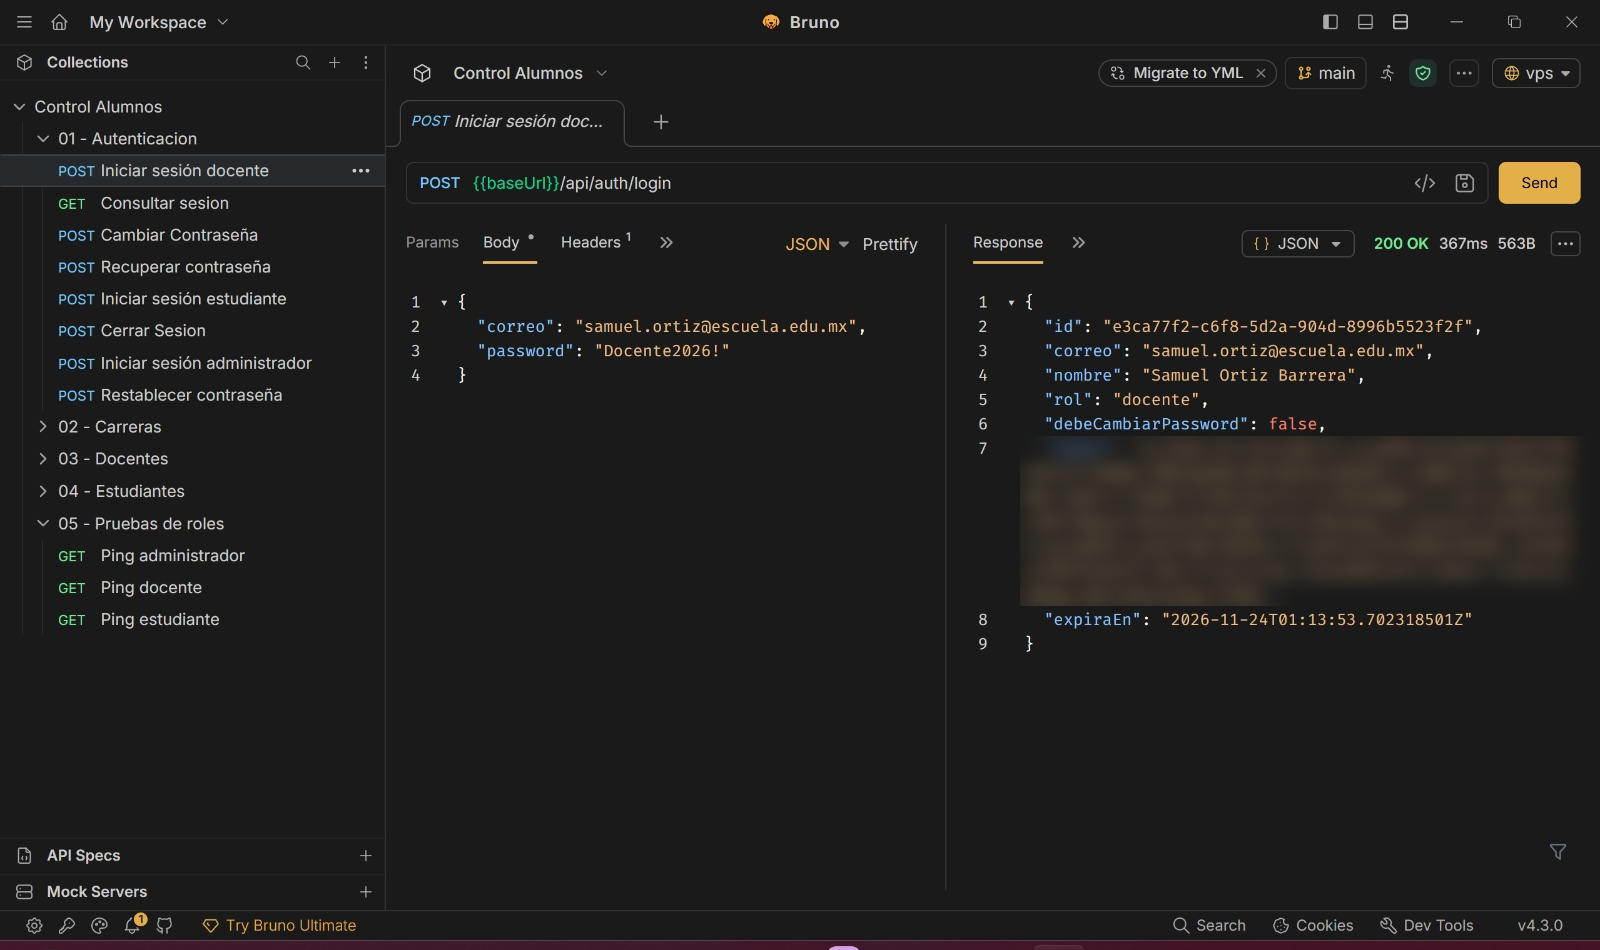 My Workspace
Bruno
Collections
Control Alumnos
Migrate to YML
main
vps
Control Alumnos
01 - Autenticacion
POST Iniciar sesión docente
GET Consultar sesion
POST Cambiar Contraseña
POST Recuperar contraseña
POST Iniciar sesión estudiante
POST Cerrar Sesion
POST Iniciar sesión administrador
POST Restablecer contraseña
02 - Carreras
03 - Docentes
04 - Estudiantes
05 - Pruebas de roles
GET Ping administrador
GET Ping docente
GET Ping estudiante
API Specs
Mock Servers
POST Iniciar sesión doc...
POST {{baseUrl}}/api/auth/login
Send
Params Body Headers 1 JSON Prettify
1 {
2 "correo": "samuel.ortiz@escuela.edu.mx",
3 "password": "Docente2026!"
4 }
Response { } JSON 200 OK 367ms 563B
1 {
2 "id": "e3ca77f2-c6f8-5d2a-904d-8996b5523f2f",
3 "correo": "samuel.ortiz@escuela.edu.mx",
4 "nombre": "Samuel Ortiz Barrera",
5 "rol": "docente",
6 "debeCambiarPassword": false,
7
8 "expiraEn": "2026-11-24T01:13:53.702318501Z"
9 }
1
Try Bruno Ultimate
Search
Cookies
Dev Tools
v4.3.0